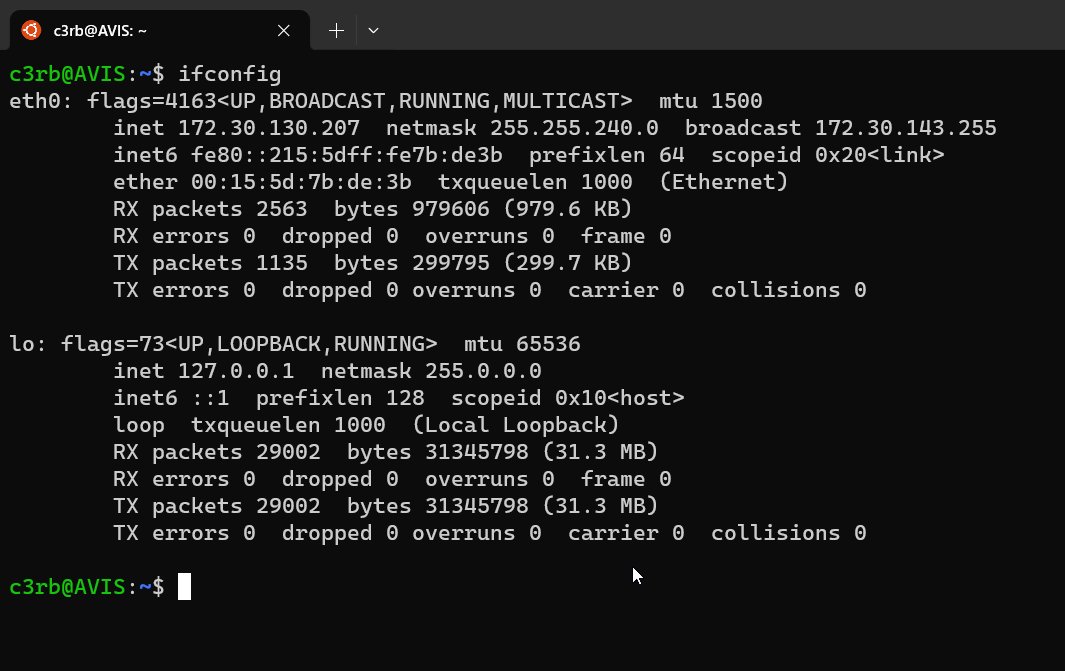 c3rb@AVIS: ~
c3rb@AVIS:~$ ifconfig
eth0: flags=4163<UP,BROADCAST,RUNNING,MULTICAST>  mtu 1500
        inet 172.30.130.207  netmask 255.255.240.0  broadcast 172.30.143.255
        inet6 fe80::215:5dff:fe7b:de3b  prefixlen 64  scopeid 0x20<link>
        ether 00:15:5d:7b:de:3b  txqueuelen 1000  (Ethernet)
        RX packets 2563  bytes 979606 (979.6 KB)
        RX errors 0  dropped 0  overruns 0  frame 0
        TX packets 1135  bytes 299795 (299.7 KB)
        TX errors 0  dropped 0 overruns 0  carrier 0  collisions 0

lo: flags=73<UP,LOOPBACK,RUNNING>  mtu 65536
        inet 127.0.0.1  netmask 255.0.0.0
        inet6 ::1  prefixlen 128  scopeid 0x10<host>
        loop  txqueuelen 1000  (Local Loopback)
        RX packets 29002  bytes 31345798 (31.3 MB)
        RX errors 0  dropped 0  overruns 0  frame 0
        TX packets 29002  bytes 31345798 (31.3 MB)
        TX errors 0  dropped 0 overruns 0  carrier 0  collisions 0

c3rb@AVIS:~$